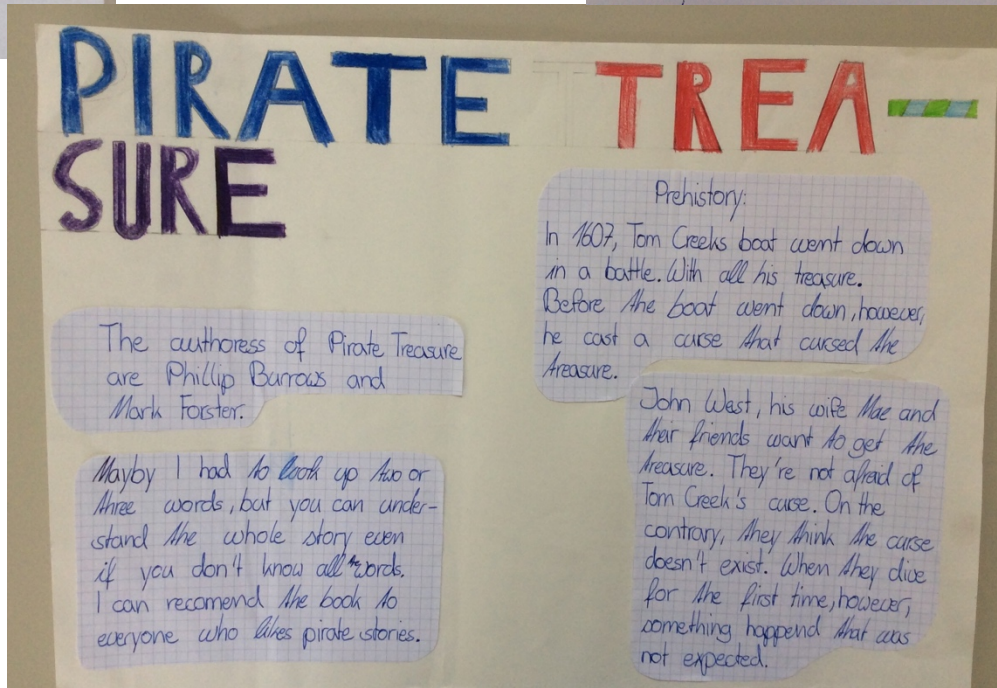 PIRATE TREA-
SURE
The authoress of Pirate Treasure
are Phillip Burrows and
Mark Forster.
Mayby I had to look up two or
three words, but you can under-
stand the whole story even
if you don't know all the words.
I can recomend the book to
everyone who likes pirate stories.
Prehistory:
In 1607, Tom Creeks boat went down
in a battle. With all his treasure.
Before the boat went down, however,
he cast a curse that cursed the
treasure.
John West, his wife Mae and
their friends want to get the
treasure. They're not afraid of
Tom Creek's curse. On the
contrary, they think the curse
doesn't exist. When they dive
for the first time, however,
something happend that was
not expected.